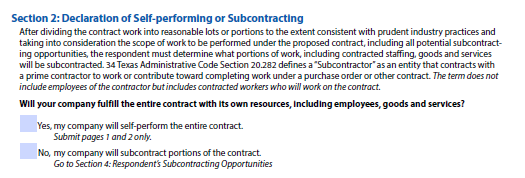 Section 2: Declaration of Self-performing or Subcontracting
After dividing the contract work into reasonable lots or portions to the extent consistent with prudent industry practices and
taking into consideration the scope of work to be performed under the proposed contract, including all potential subcontract-
ing opportunities, the respondent must determine what portions of work, including contracted staffing, goods and services
will be subcontracted. 34 Texas Administrative Code Section 20.282 defines a "Subcontractor" as an entity that contracts with
a prime contractor to work or contribute toward completing work under a purchase order or other contract. The term does not
include employees of the contractor but includes contracted workers who will work on the contract.
Will your company fulfill the entire contract with its own resources, including employees, goods and services?
Yes, my company will self-perform the entire contract.
Submit pages 1 and 2 only.
No, my company will subcontract portions of the contract.
Go to Section 4: Respondent's Subcontracting Opportunities